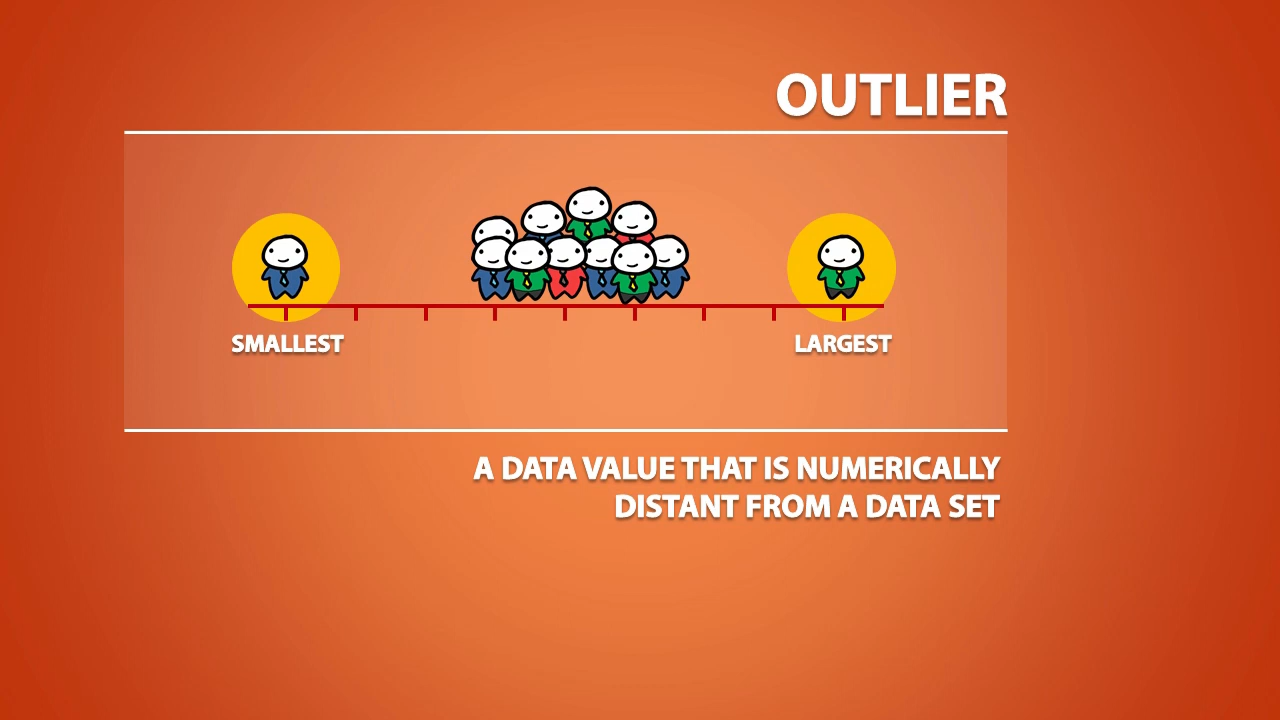 OUTLIER
SMALLEST
LARGEST
A DATA VALUE THAT IS NUMERICALLY
DISTANT FROM A DATA SET